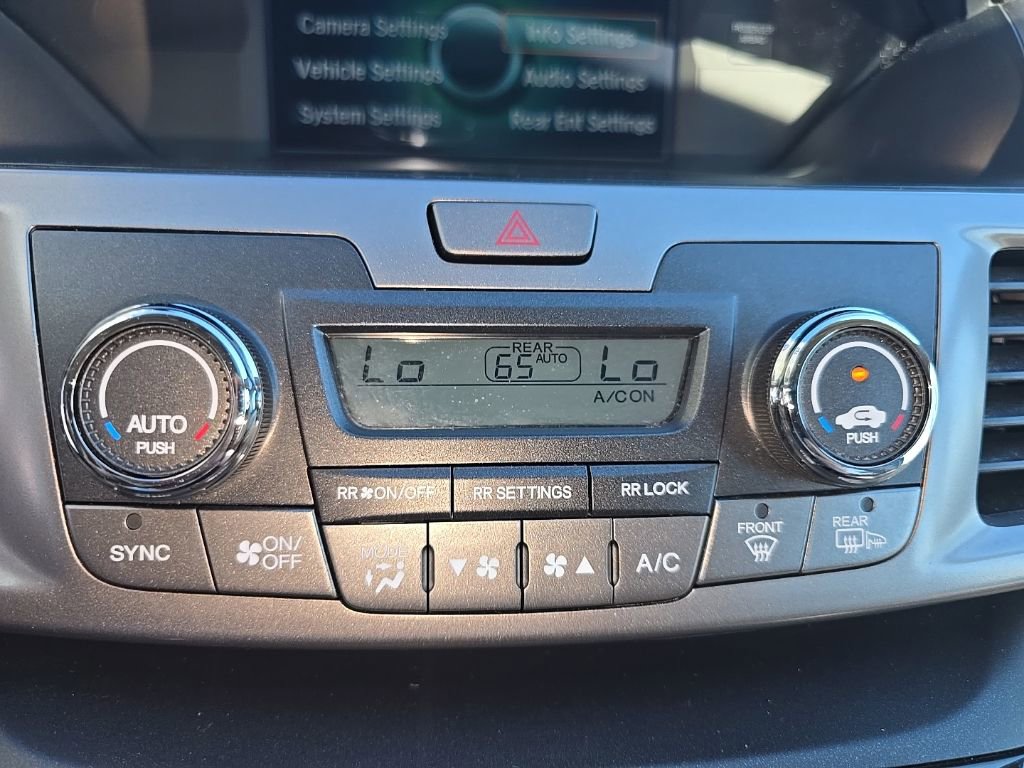 Camera Settings
Info Settings
Vehicle Settings
Audio Settings
System Settings
Rear Ent Settings
Lo
REAR
65 AUTO
Lo
A/C ON
AUTO
PUSH
PUSH
RR ON/OFF
RR SETTINGS
RR LOCK
SYNC
ON/
OFF
MODE
A/C
FRONT
REAR